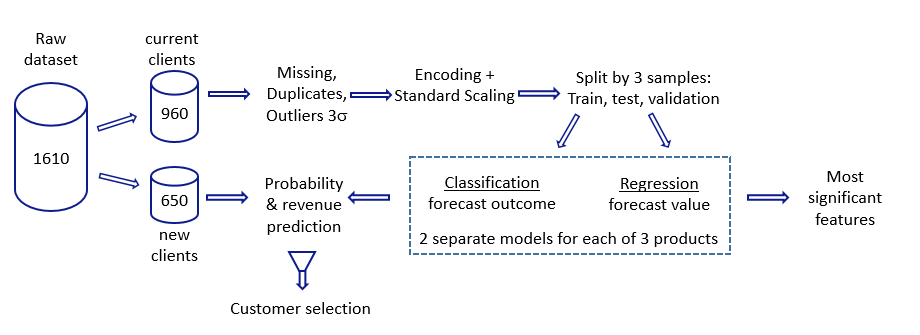 Raw
dataset
1610
current
clients
960
Missing,
Duplicates,
Outliers 3σ
Encoding +
Standard Scaling
Split by 3 samples:
Train, test, validation
650
new
clients
Probability
& revenue
prediction
Customer selection
Classification
forecast outcome
Regression
forecast value
2 separate models for each of 3 products
Most
significant
features